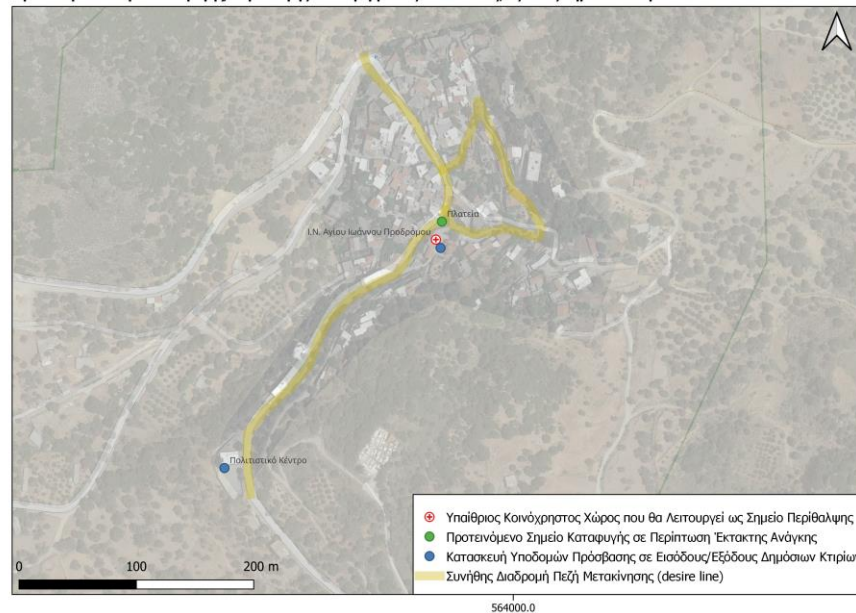 Πλατεία
Ι.Ν. Αγίου Ιωάννου Προδρόμου
Πολιτιστικό Κέντρο
Υπαίθριος Κοινόχρηστος Χώρος που θα Λειτουργεί ως Σημείο Περίθαλψης
Προτεινόμενο Σημείο Καταφυγής σε Περίπτωση Έκτακτης Ανάγκης
Κατασκευή Υποδομών Πρόσβασης σε Εισόδους/Εξόδους Δημόσιων Κτιρίων
Συνήθης Διαδρομή Πεζή Μετακίνησης (desire line)
0 100 200 m
564000.0